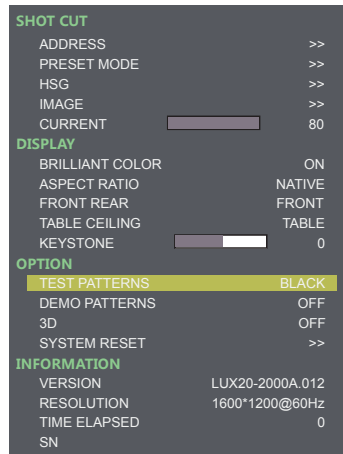 SHOT CUT
ADDRESS >>
PRESET MODE >>
HSG >>
IMAGE >>
CURRENT 80
DISPLAY
BRILLIANT COLOR ON
ASPECT RATIO NATIVE
FRONT REAR FRONT
TABLE CEILING TABLE
KEYSTONE 0
OPTION
TEST PATTERNS BLACK
DEMO PATTERNS OFF
3D OFF
SYSTEM RESET >>
INFORMATION
VERSION LUX20-2000A.012
RESOLUTION 1600*1200@60Hz
TIME ELAPSED 0
SN